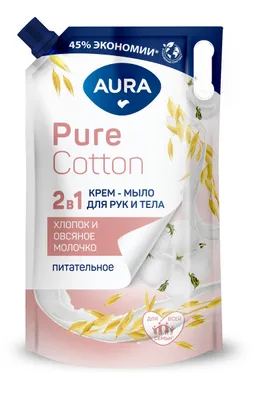 45% ЭКОНОМИИ*
AURA
Pure
Cotton
2в1 КРЕМ - МЫЛО
ДЛЯ РУК И ТЕЛА
ХЛОПОК И
ОВСЯНОЕ
МОЛОЧКО
питательное
ДЛЯ ВСЕЙ
СЕМЬИ